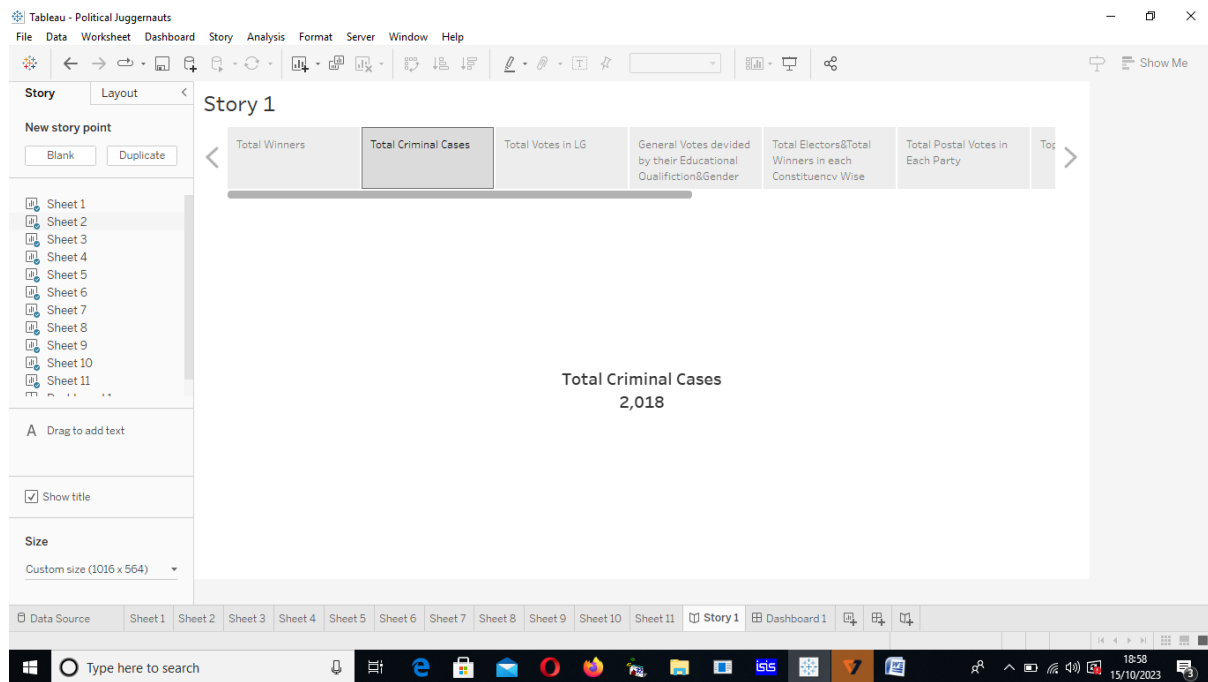 Tableau - Political Juggernauts
File Data Worksheet Dashboard Story Analysis Format Server Window Help
Show Me
Story Layout
Story 1
New story point
Blank Duplicate
Total Winners
Total Criminal Cases
Total Votes in LG
General Votes devided
by their Educational
Qualifiction&Gender
Total Electors&Total
Winners in each
Constituency Wise
Total Postal Votes in
Each Party
Sheet 1
Sheet 2
Sheet 3
Sheet 4
Sheet 5
Sheet 6
Sheet 7
Sheet 8
Sheet 9
Sheet 10
Sheet 11
Total Criminal Cases
2,018
A Drag to add text
Show title
Size
Custom size (1016 x 564)
Data Source Sheet 1 Sheet 2 Sheet 3 Sheet 4 Sheet 5 Sheet 6 Sheet 7 Sheet 8 Sheet 9 Sheet 10 Sheet 11 Story 1 Dashboard 1
Type here to search
isis
18:58
15/10/2023
3